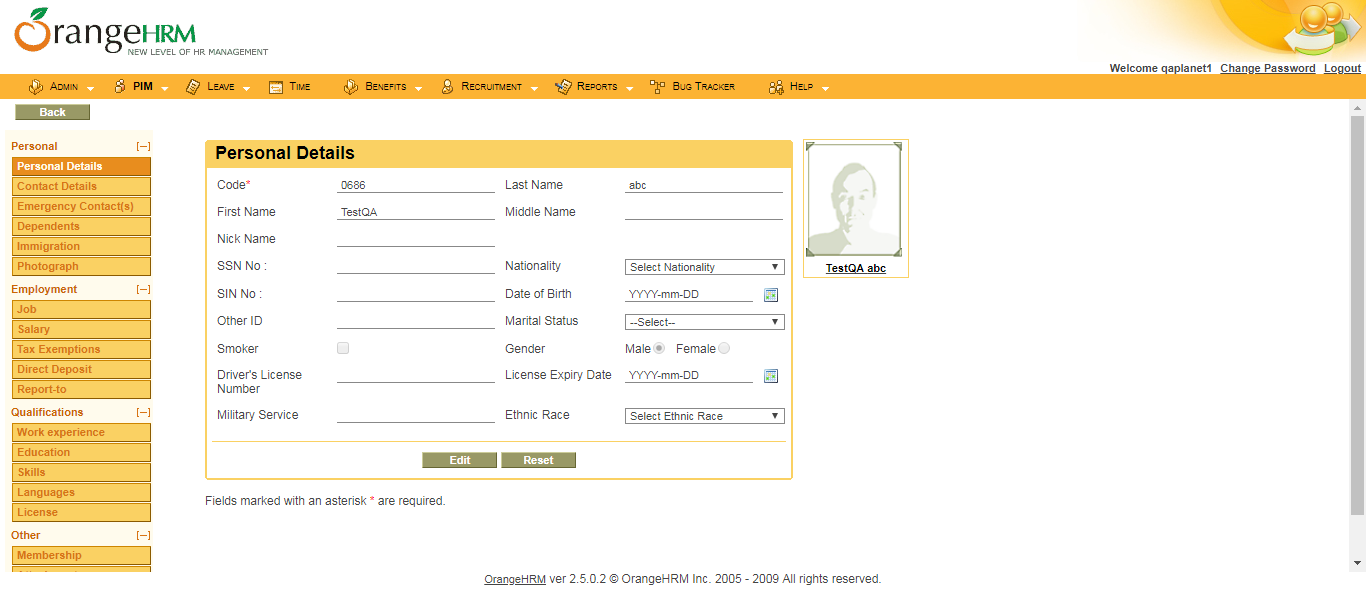 OrangeHRM
NEW LEVEL OF HR MANAGEMENT
Welcome qaplanet1 Change Password Logout
ADMIN PIM LEAVE TIME BENEFITS RECRUITMENT REPORTS BUG TRACKER HELP
Back
Personal [–]
Personal Details
Contact Details
Emergency Contact(s)
Dependents
Immigration
Photograph
Employment [–]
Job
Salary
Tax Exemptions
Direct Deposit
Report-to
Qualifications [–]
Work experience
Education
Skills
Languages
License
Other [–]
Membership
Personal Details
Code* 0686 Last Name abc
First Name TestQA Middle Name
Nick Name
SSN No : Nationality Select Nationality
SIN No : Date of Birth YYYY-mm-DD
Other ID Marital Status --Select--
Smoker Gender Male Female
Driver's License License Expiry Date YYYY-mm-DD
Number
Military Service Ethnic Race Select Ethnic Race
Edit Reset
Fields marked with an asterisk * are required.
TestQA abc
OrangeHRM ver 2.5.0.2 © OrangeHRM Inc. 2005 - 2009 All rights reserved.